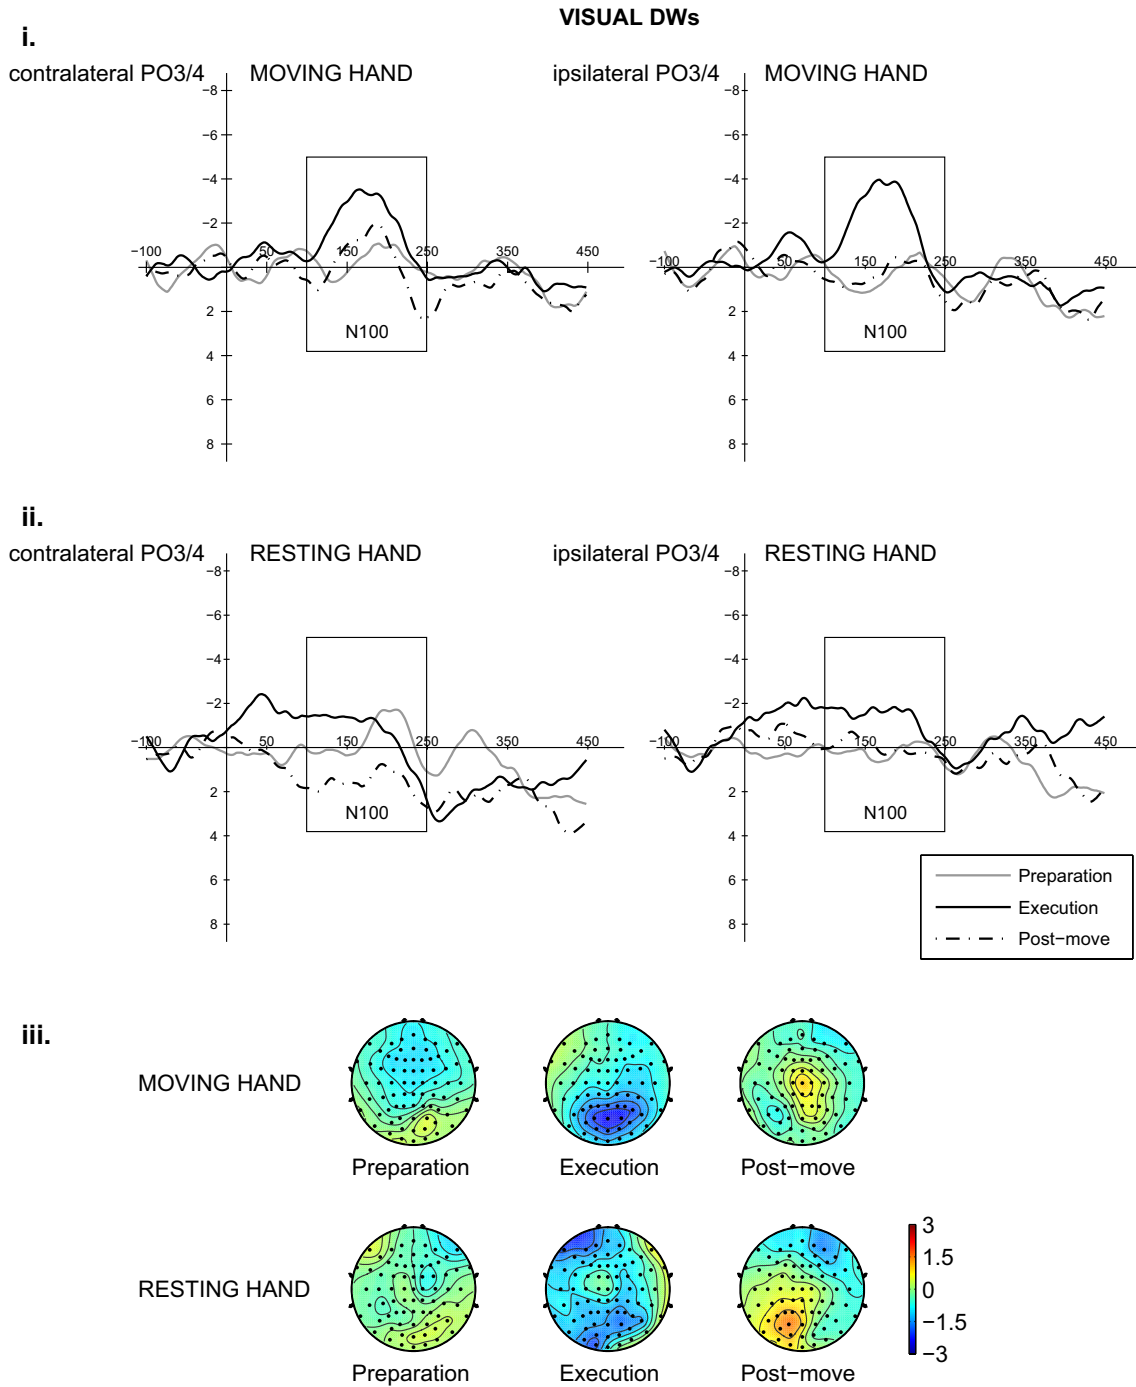 VISUAL DWs
i.
contralateral PO3/4 MOVING HAND
−8
−6
−4
−2
−100 50 150 250 350 450
2
N100
4
6
8
ipsilateral PO3/4 MOVING HAND
−8
−6
−4
−2
−100 50 150 250 350 450
2
N100
4
6
8
ii.
contralateral PO3/4 RESTING HAND
−8
−6
−4
−2
−100 50 150 250 350 450
2
N100
4
6
8
ipsilateral PO3/4 RESTING HAND
−8
−6
−4
−2
−100 50 150 250 350 450
2
N100
4
6
8
Preparation
Execution
Post−move
iii.
MOVING HAND
Preparation Execution Post−move
RESTING HAND
Preparation Execution Post−move
3
1.5
0
−1.5
−3